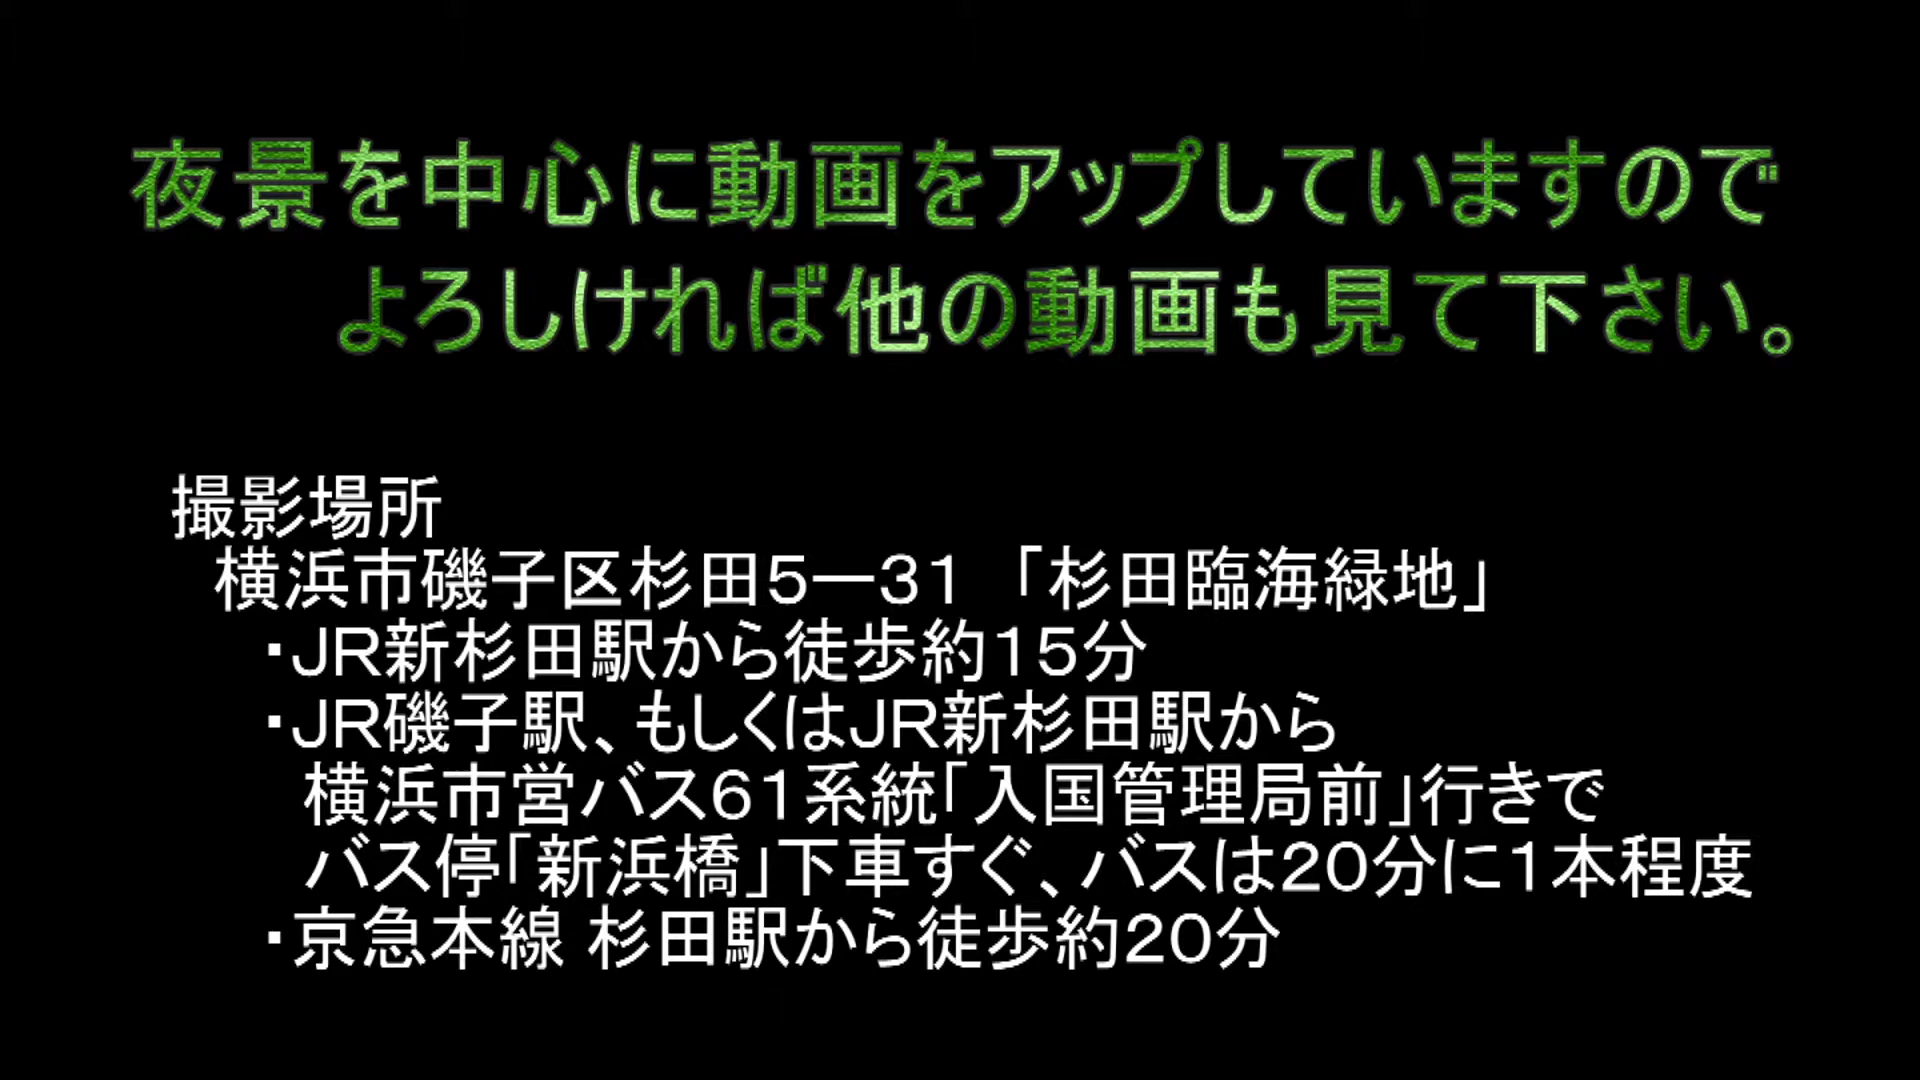 夜景を中心に動画をアップしていますので
よろしければ他の動画も見て下さい。
撮影場所
横浜市磯子区杉田５－３１　「杉田臨海緑地」
・ＪＲ新杉田駅から徒歩約１５分
・ＪＲ磯子駅、もしくはＪＲ新杉田駅から
横浜市営バス６１系統「入国管理局前」行きで
バス停「新浜橋」下車すぐ、バスは２０分に１本程度
・京急本線 杉田駅から徒歩約２０分